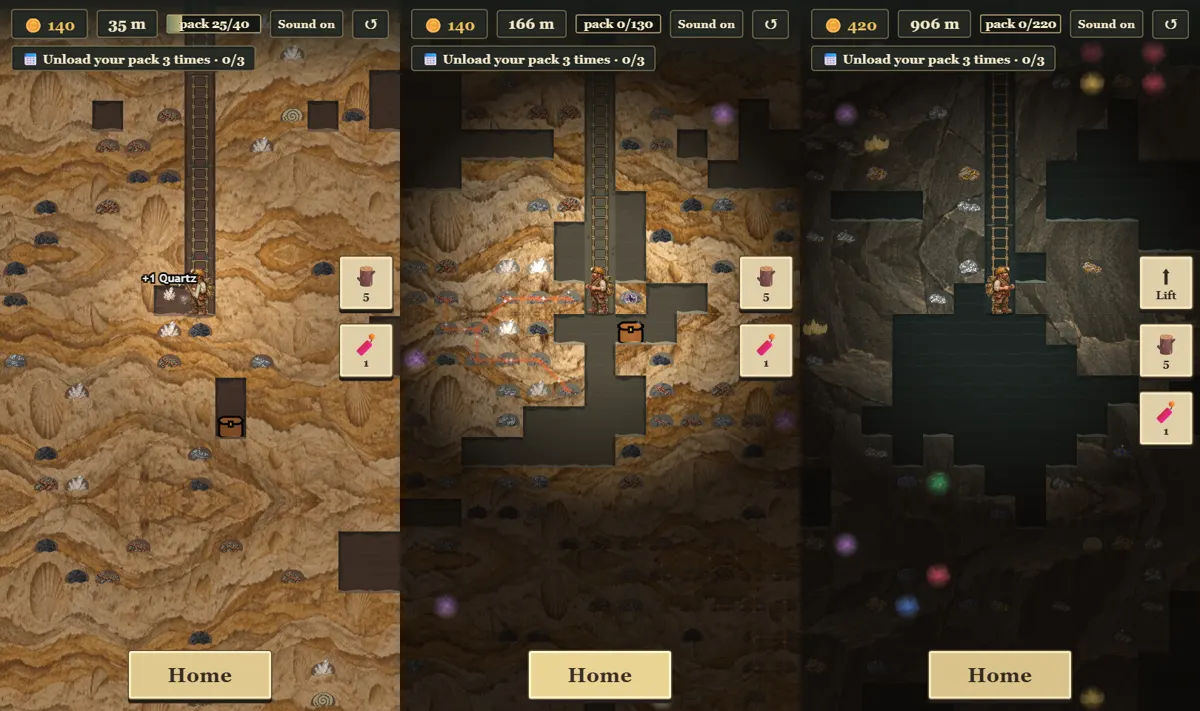 140 35 m pack 25/40 Sound on ↺
Unload your pack 3 times · 0/3
+1 Quartz
5
1
Home
140 166 m pack 0/130 Sound on ↺
Unload your pack 3 times · 0/3
5
1
Home
420 906 m pack 0/220 Sound on ↺
Unload your pack 3 times · 0/3
↑
Lift
5
1
Home